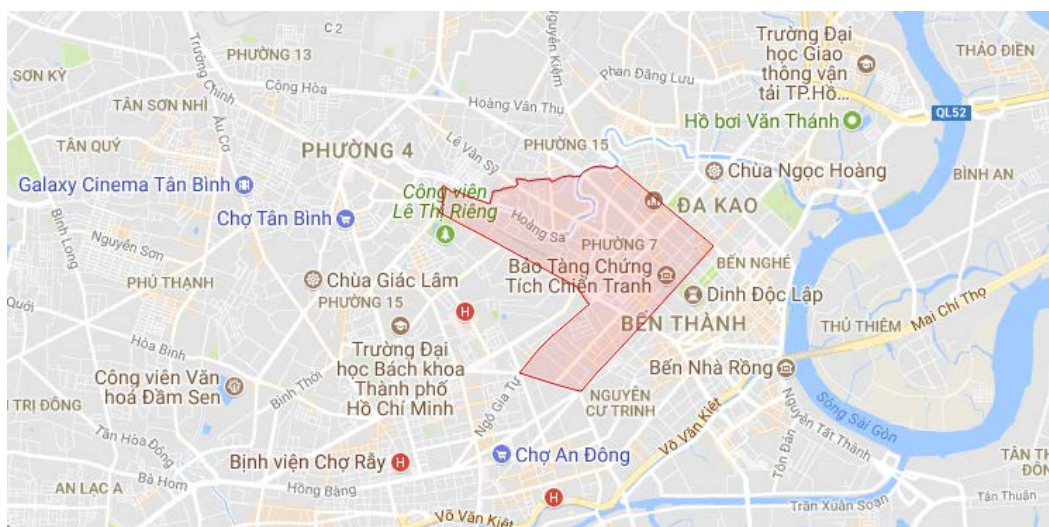 C 2
PHƯỜNG 13
Trường Đại
học Giao
thông vận
tải TP.Hồ...
THẢO ĐIỀN
SƠN KỲ
Trường Chinh
Cộng Hòa
Nguyễn Kiệm
Phan Đăng Lưu
TÂN SƠN NHÌ
Âu Cơ
Hoàng Văn Thụ
QL52
Hồ bơi Văn Thánh
TÂN QUÝ
PHƯỜNG 4
Lê Văn Sỹ
PHƯỜNG 15
Chùa Ngọc Hoàng
BÌNH AN
Galaxy Cinema Tân Bình
Công viên
Lê Thị Riêng
ĐA KAO
Chợ Tân Bình
Hoàng Sa
Bình Long
Nguyễn Sơn
PHƯỜNG 7
BẾN NGHÉ
PHÚ THẠNH
Chùa Giác Lâm
Bảo Tàng Chứng
Tích Chiến Tranh
Dinh Độc Lập
Mai Chí Thọ
Quới
PHƯỜNG 15
H
BẾN THÀNH
THỦ THIÊM
Hòa Bình
Trường Đại
học Bách khoa
Thành phố
Hồ Chí Minh
Bến Nhà Rồng
Công viên Văn
hoá Đầm Sen
Bình Thới
Ngô Gia Tự
NGUYỄN
CƯ TRINH
Ị TRỊ ĐÔNG
Sông Sài Gòn
Nguyễn Tất Thành
Võ Văn Kiệt
Tôn Đản
Tân Hòa Đông
Chợ An Đông
Bịnh viện Chợ Rẫy
H
TÂN TH
ĐÔN
Bà Hom
AN LẠC A
Hồng Bàng
H
Tân Thuận
Trần Xuân Soạn
Võ Văn Kiệt